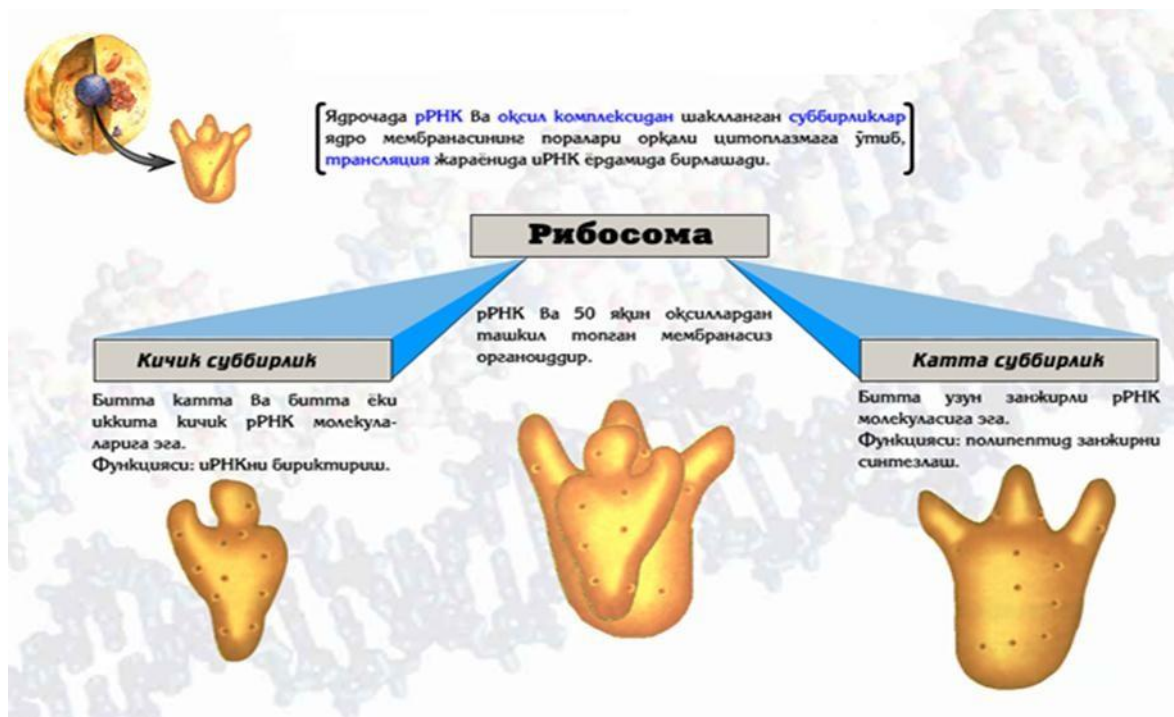 Ядрочада рРНК Ва оқсил комплексидан шаклланган суббирликлар
ядро мембранасининг поралари орқали цитоплазмага ўтиб,
трансляция жараёнида иРНК ёрдамида бирлашади.
Рибосома
рРНК Ва 50 яқин оқсиллардан
ташкил топган мембранасиз
органоиддир.
Кичик суббирлик
Битта катта Ва битта ёки
иккита кичик рРНК молекула-
ларига эга.
Функцияси: иРНКни бириктириш.
Катта суббирлик
Битта узун занжирли рРНК
молекуласига эга.
Функцияси: полипептид занжирни
синтезлаш.